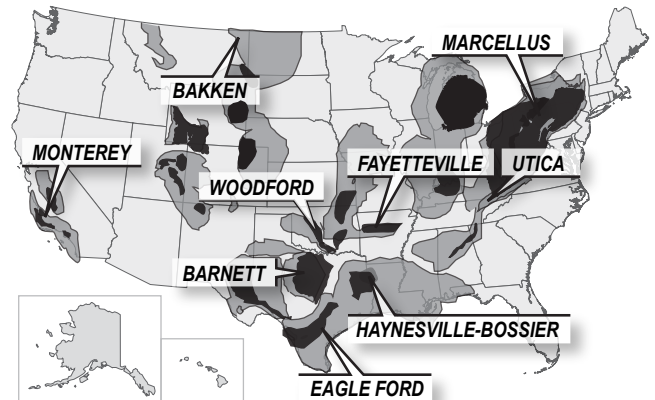 MARCELLUS
BAKKEN
MONTEREY
FAYETTEVILLE
UTICA
WOODFORD
BARNETT
HAYNESVILLE-BOSSIER
EAGLE FORD